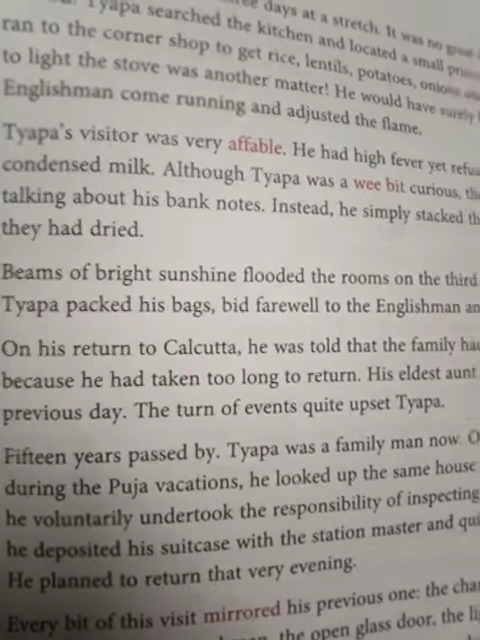 Tyapa searched the kitchen and located a small
days at a stretch. It was no
ran to the corner shop to get rice, lentils, potatoes, onions
to light the stove was another matter! He would have surely
Englishman come running and adjusted the flame.
Tyapa's visitor was very affable. He had high fever yet
condensed milk. Although Tyapa was a wee bit curious,
talking about his bank notes. Instead, he simply stacked
they had dried.
Beams of bright sunshine flooded the rooms on the third
Tyapa packed his bags, bid farewell to the Englishman
On his return to Calcutta, he was told that the family
because he had taken too long to return. His eldest aunt
previous day. The turn of events quite upset Tyapa.
Fifteen years passed by. Tyapa was a family man now.
during the Puja vacations, he looked up the same house
he voluntarily undertook the responsibility of inspecting
he deposited his suitcase with the station master and
He planned to return that very evening.
Every bit of this visit mirrored his previous one: the
the open glass door, the